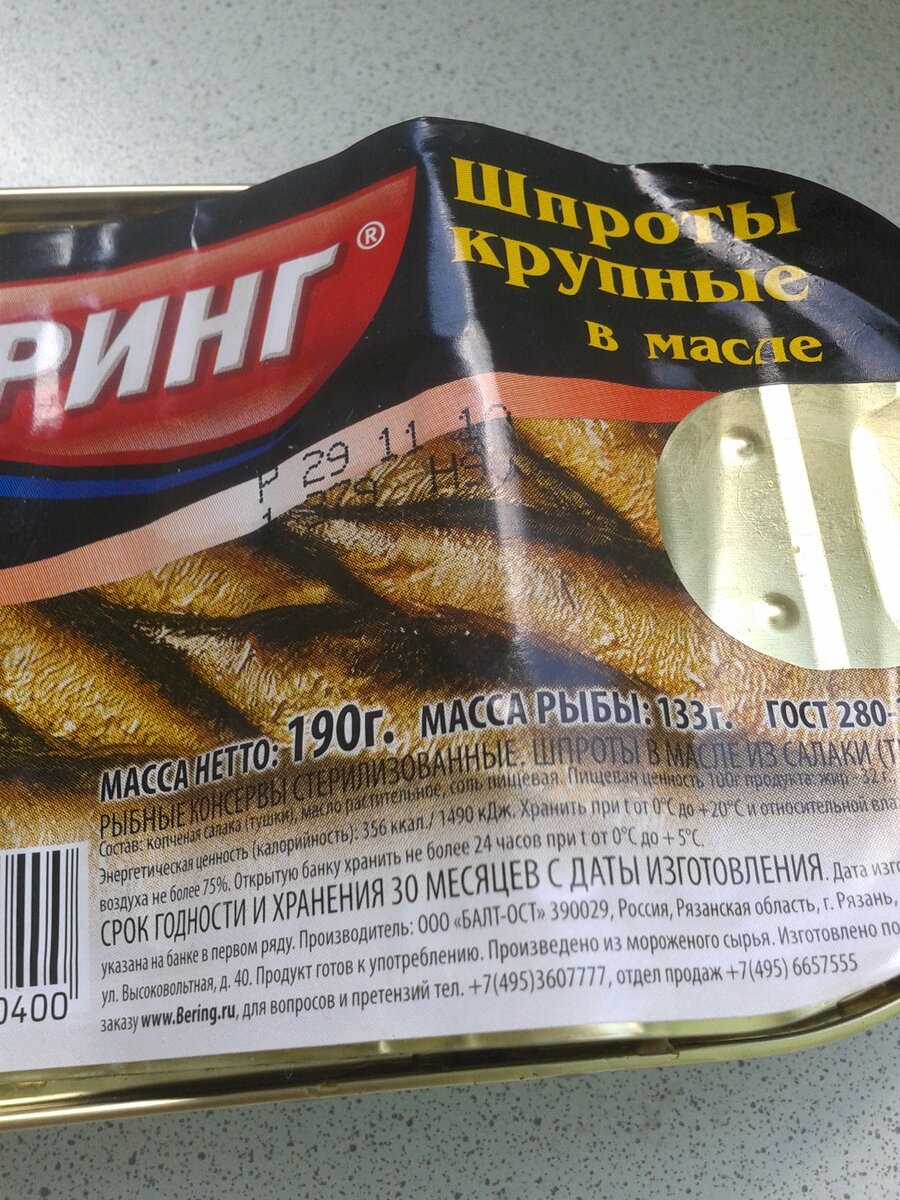 РИНГ®
Шпроты
крупные
в масле
Р 29 11
МАССА НЕТТО: 190г. МАССА РЫБЫ: 133г. ГОСТ 280-
РЫБНЫЕ КОНСЕРВЫ СТЕРИЛИЗОВАННЫЕ. ШПРОТЫ В МАСЛЕ ИЗ САЛАКИ (Т
Состав: копченая салака (тушки), масло растительное, соль пищевая. Пищевая ценность 100г продукта: жир - 32 г.,
Энергетическая ценность (калорийность): 356 ккал./ 1490 кДж. Хранить при t от 0°С до +20°С и относительной вла
воздуха не более 75%. Открытую банку хранить не более 24 часов при t от 0°С до +5°С.
СРОК ГОДНОСТИ И ХРАНЕНИЯ 30 МЕСЯЦЕВ С ДАТЫ ИЗГОТОВЛЕНИЯ. Дата изго
указана на банке в первом ряду. Производитель: ООО «БАЛТ-ОСТ» 390029, Россия, Рязанская область, г. Рязань,
ул. Высоковольтная, д. 40. Продукт готов к употреблению. Произведено из мороженого сырья. Изготовлено по
заказу www.Bering.ru, для вопросов и претензий тел. +7(495)3607777, отдел продаж +7(495) 6657555
0400